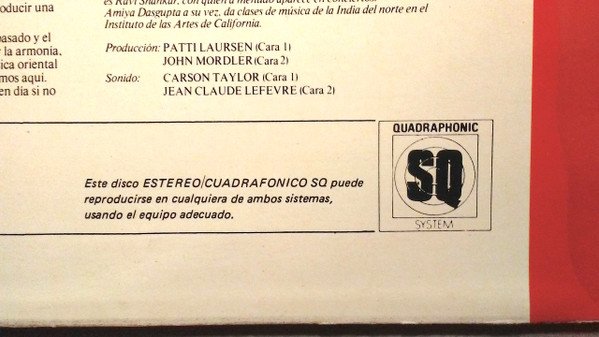 oducir una
es Ravi Shankar, con quien a menudo aparece en conciertos.
Amiya Dasgupta a su vez, da clases de música de la India del norte en el
Instituto de las Artes de California.
pasado y el
r la armonía,
ica oriental
mos aquí.
en día si no
Producción: PATTI LAURSEN (Cara 1)
JOHN MORDLER (Cara 2)
Sonido: CARSON TAYLOR (Cara 1)
JEAN CLAUDE LEFEVRE (Cara 2)
Este disco ESTEREO/CUADRAFONICO SQ puede
reproducirse en cualquiera de ambos sistemas,
usando el equipo adecuado.
QUADRAPHONIC
SQ
SYSTEM